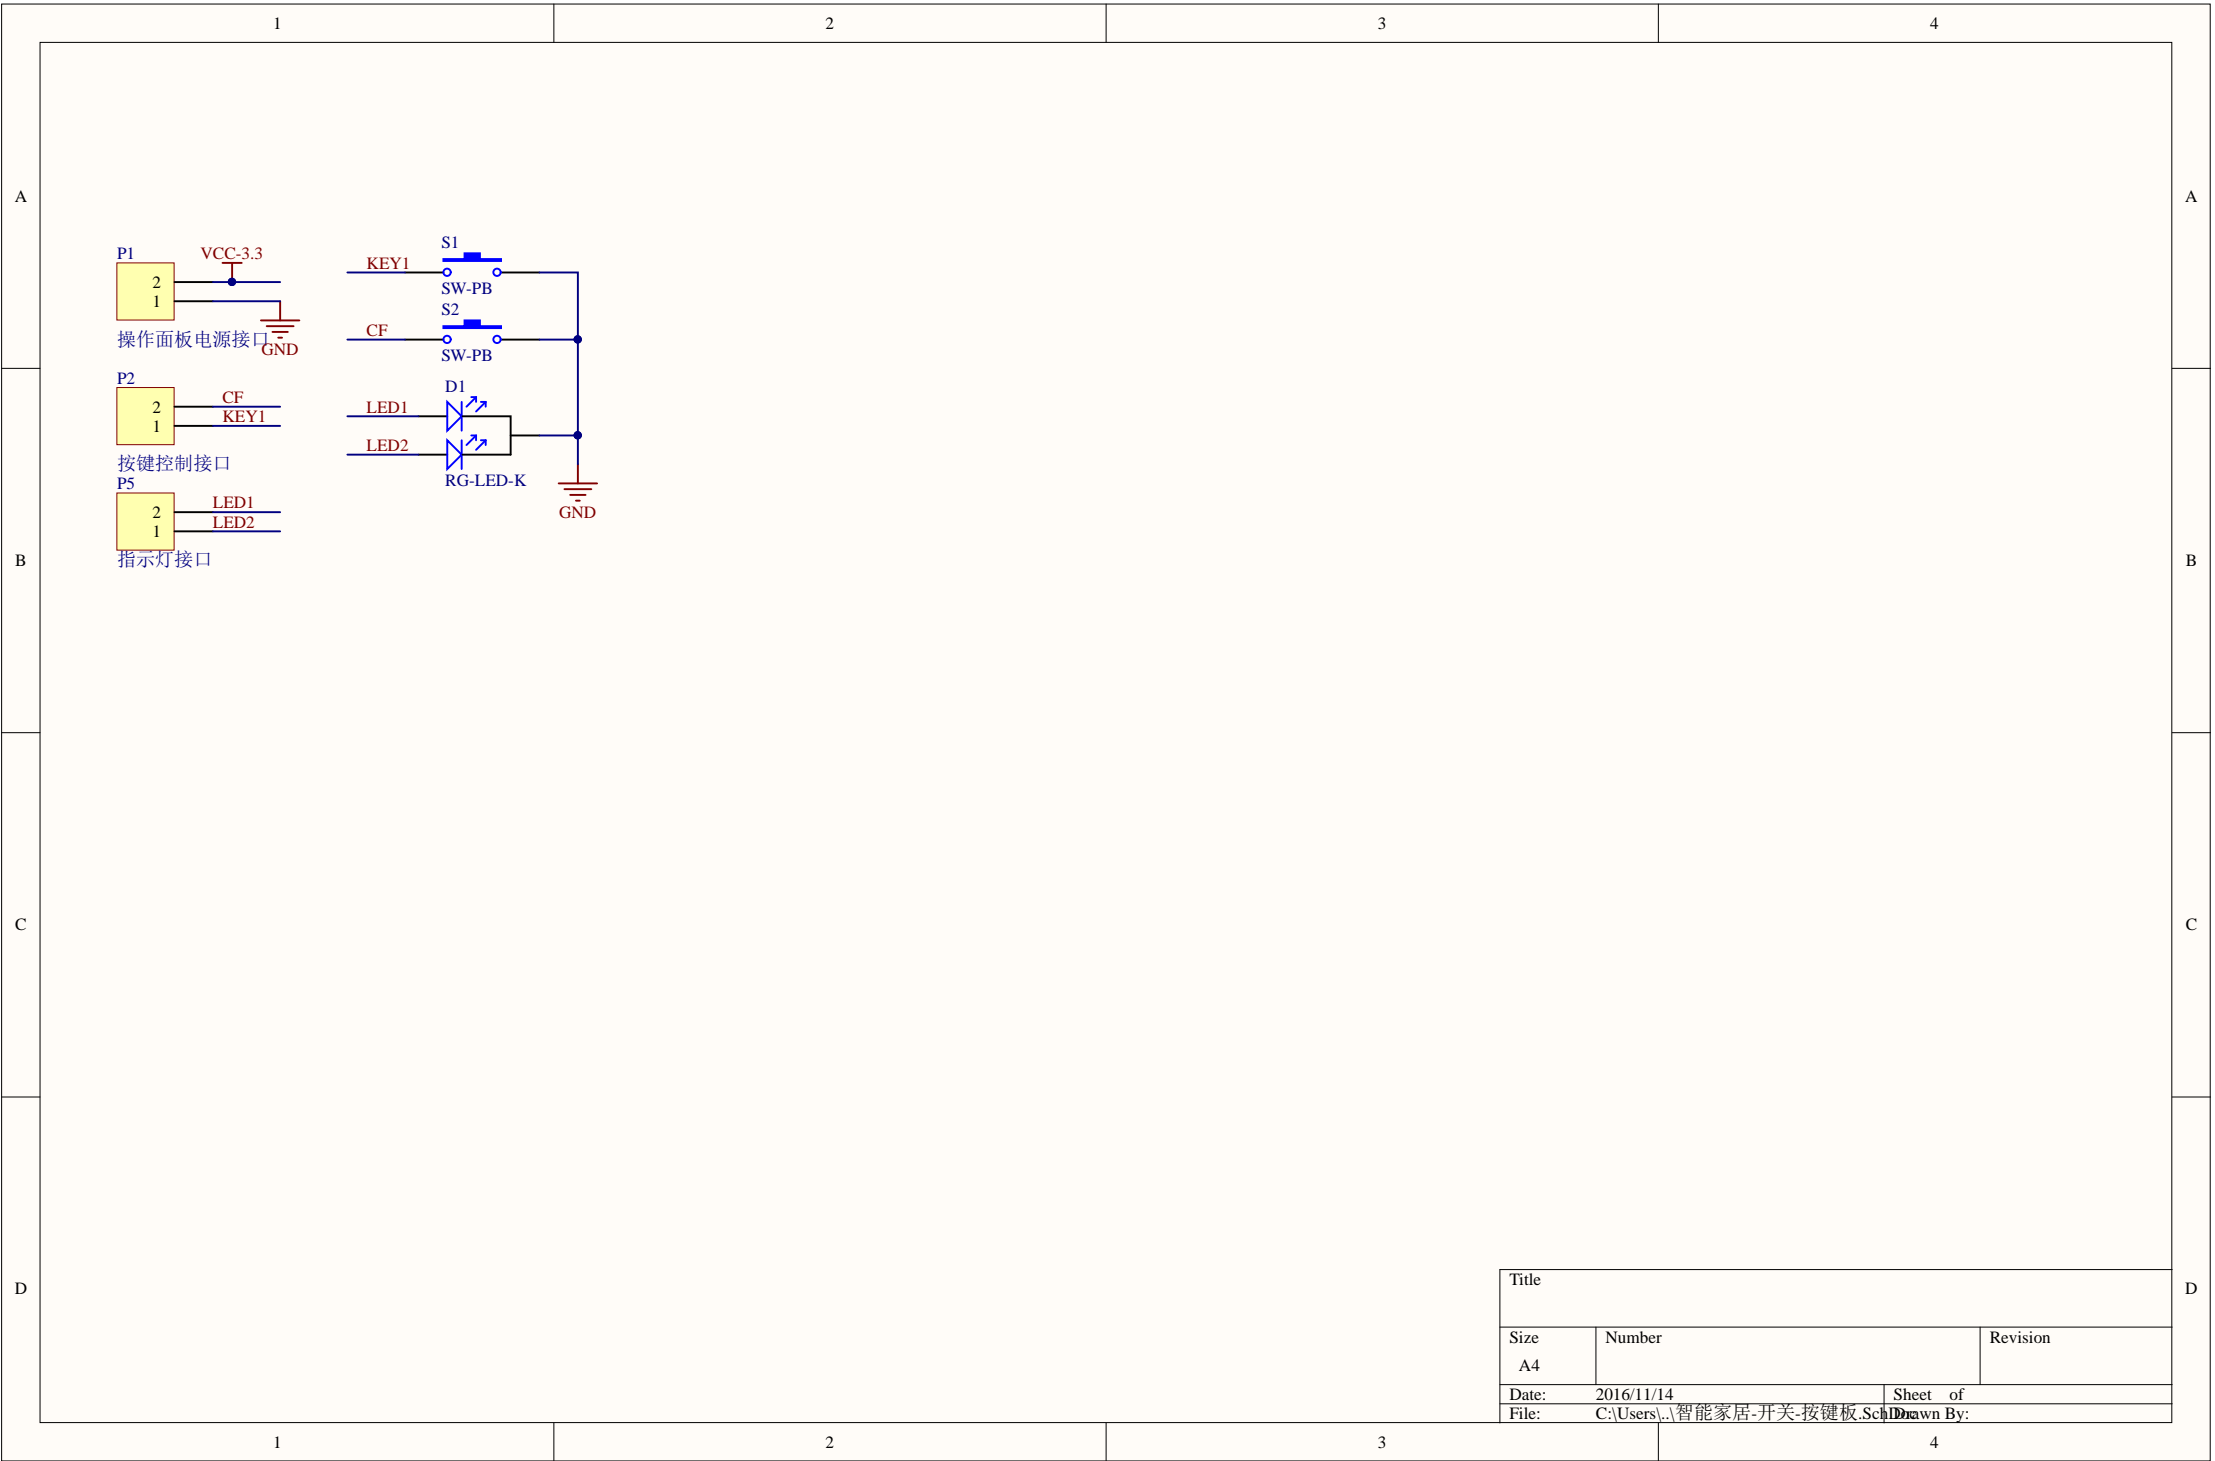 1 2 3 4
A A
P1
VCC-3.3
2
1
操作面板电源接口
GND
S1
KEY1
SW-PB
S2
CF
SW-PB
B B
P2
2 CF
1 KEY1
按键控制接口
D1
LED1
LED2
RG-LED-K
GND
P5
2 LED1
1 LED2
指示灯接口
C C
D D
Title
Size Number Revision
A4
Date: 2016/11/14 Sheet of
File: C:\Users\..\智能家居-开关-按键板.SchDoc Drawn By:
1 2 3 4